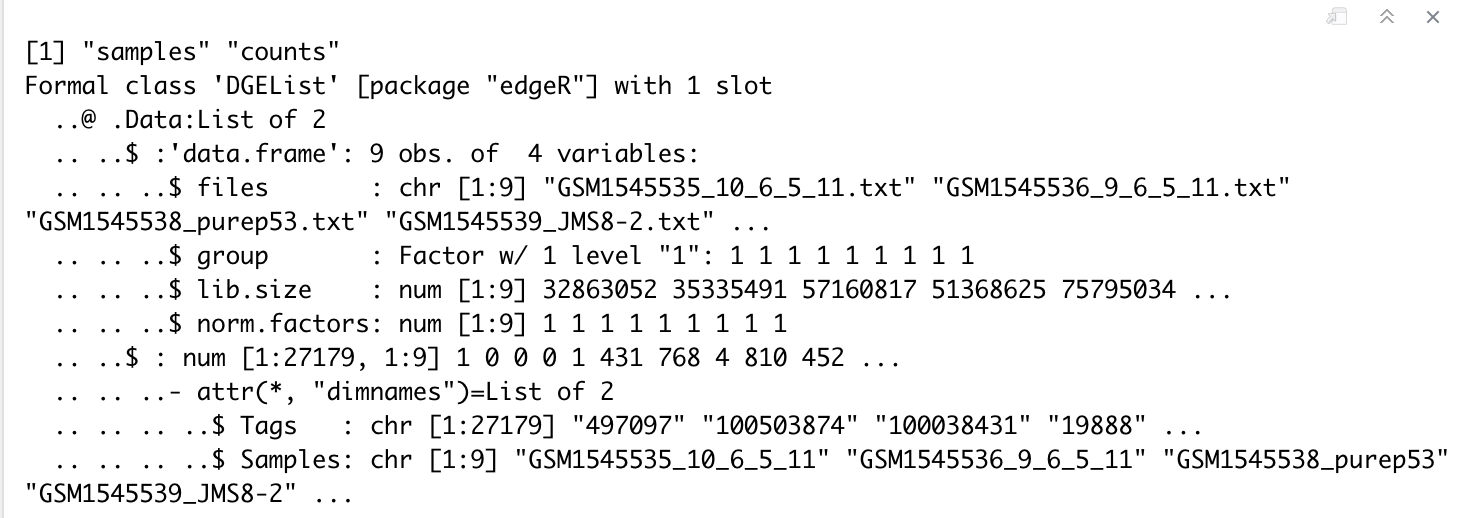 [1] "samples" "counts"
Formal class 'DGEList' [package "edgeR"] with 1 slot
  ..@ .Data:List of 2
  .. ..$ :'data.frame': 9 obs. of  4 variables:
  .. .. ..$ files       : chr [1:9] "GSM1545535_10_6_5_11.txt" "GSM1545536_9_6_5_11.txt"
"GSM1545538_purep53.txt" "GSM1545539_JMS8-2.txt" ...
  .. .. ..$ group       : Factor w/ 1 level "1": 1 1 1 1 1 1 1 1 1
  .. .. ..$ lib.size    : num [1:9] 32863052 35335491 57160817 51368625 75795034 ...
  .. .. ..$ norm.factors: num [1:9] 1 1 1 1 1 1 1 1 1
  .. ..$ : num [1:27179, 1:9] 1 0 0 0 1 431 768 4 810 452 ...
  .. .. ..- attr(*, "dimnames")=List of 2
  .. .. .. ..$ Tags   : chr [1:27179] "497097" "100503874" "100038431" "19888" ...
  .. .. .. ..$ Samples: chr [1:9] "GSM1545535_10_6_5_11" "GSM1545536_9_6_5_11" "GSM1545538_purep53"
"GSM1545539_JMS8-2" ...